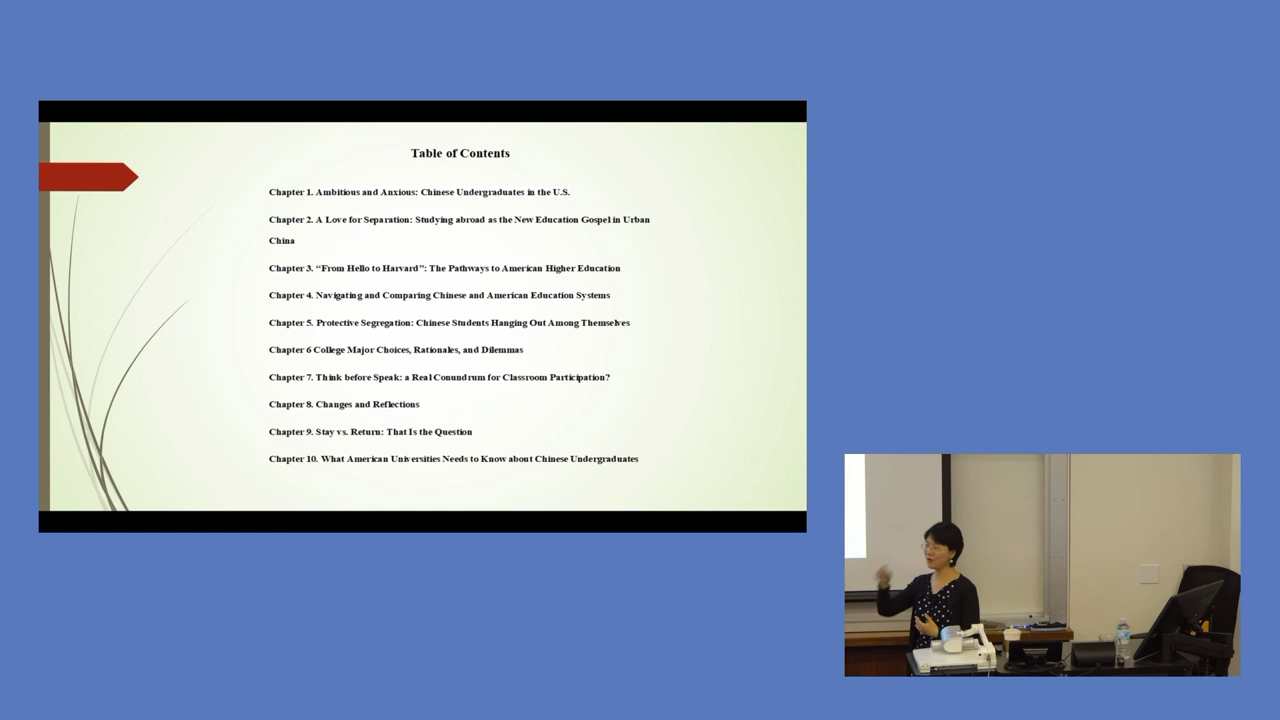 Table of Contents
Chapter 1. Ambitious and Anxious: Chinese Undergraduates in the U.S.
Chapter 2. A Love for Separation: Studying abroad as the New Education Gospel in Urban
China
Chapter 3. “From Hello to Harvard”: The Pathways to American Higher Education
Chapter 4. Navigating and Comparing Chinese and American Education Systems
Chapter 5. Protective Segregation: Chinese Students Hanging Out Among Themselves
Chapter 6 College Major Choices, Rationales, and Dilemmas
Chapter 7. Think before Speak: a Real Conundrum for Classroom Participation?
Chapter 8. Changes and Reflections
Chapter 9. Stay vs. Return: That Is the Question
Chapter 10. What American Universities Needs to Know about Chinese Undergraduates